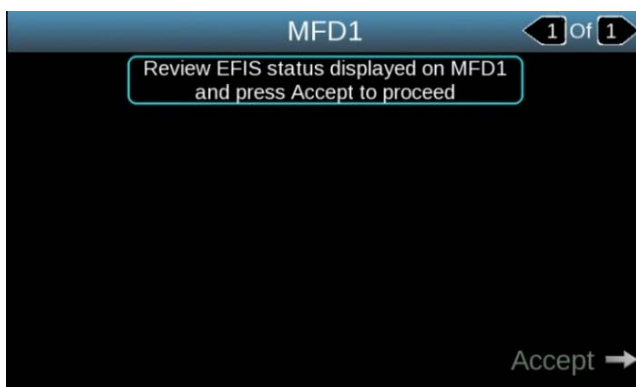 MFD1
1 Of 1
Review EFIS status displayed on MFD1
and press Accept to proceed
Accept